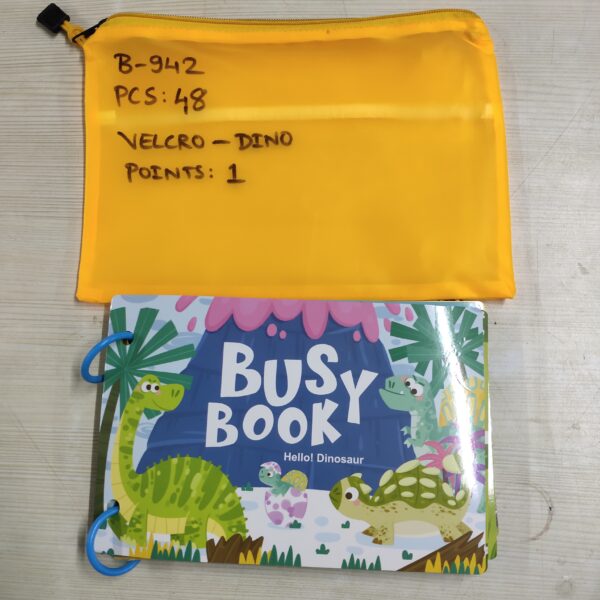 B-942
PCS: 48
VELCRO - DINO
POINTS: 1
BUSY
BOOK
Hello! Dinosaur